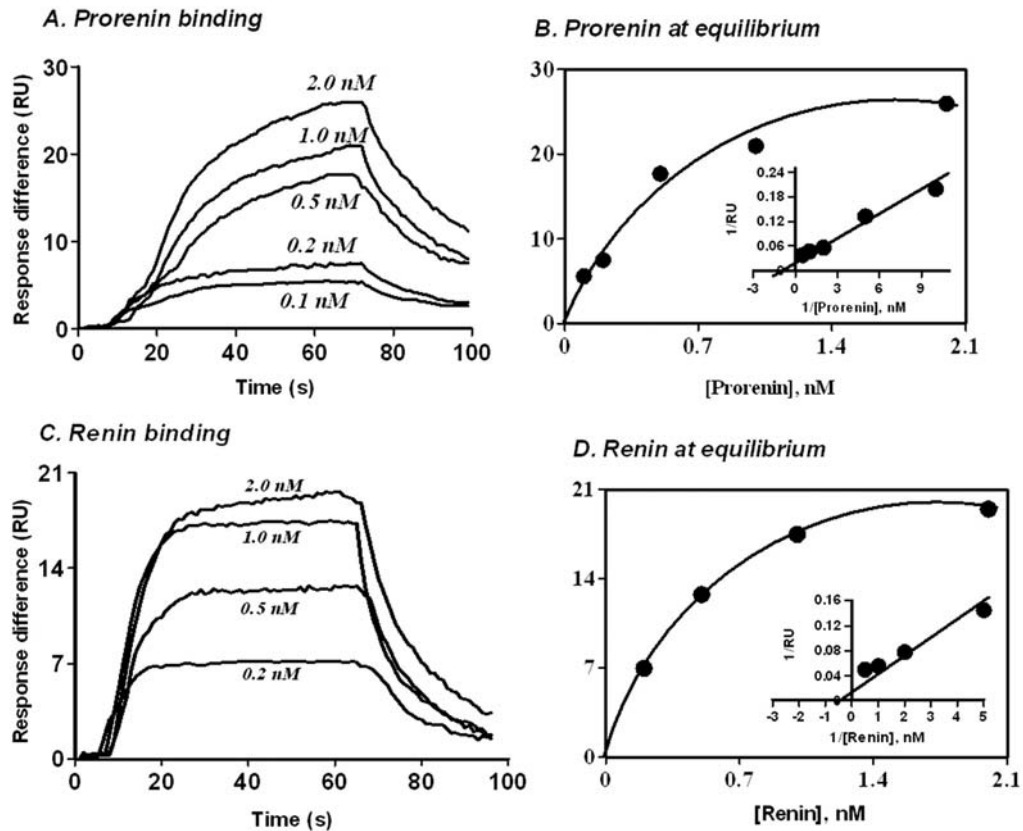 A. Prorenin binding
Response difference (RU)
30
20
10
0
2.0 nM
1.0 nM
0.5 nM
0.2 nM
0.1 nM
0 20 40 60 80 100
Time (s)
B. Prorenin at equilibrium
30
20
10
0
0 0.7 1.4 2.1
[Prorenin], nM
1/RU
0.24
0.18
0.12
0.06
0
-3 0 3 6 9
1/[Prorenin], nM
C. Renin binding
Response difference (RU)
21
14
7
0
2.0 nM
1.0 nM
0.5 nM
0.2 nM
0 20 40 60 80 100
Time (s)
D. Renin at equilibrium
21
14
7
0
0 0.7 1.4 2.1
[Renin], nM
1/RU
0.16
0.12
0.08
0.04
0
-3 -2 -1 0 1 2 3 4 5
1/[Renin], nM